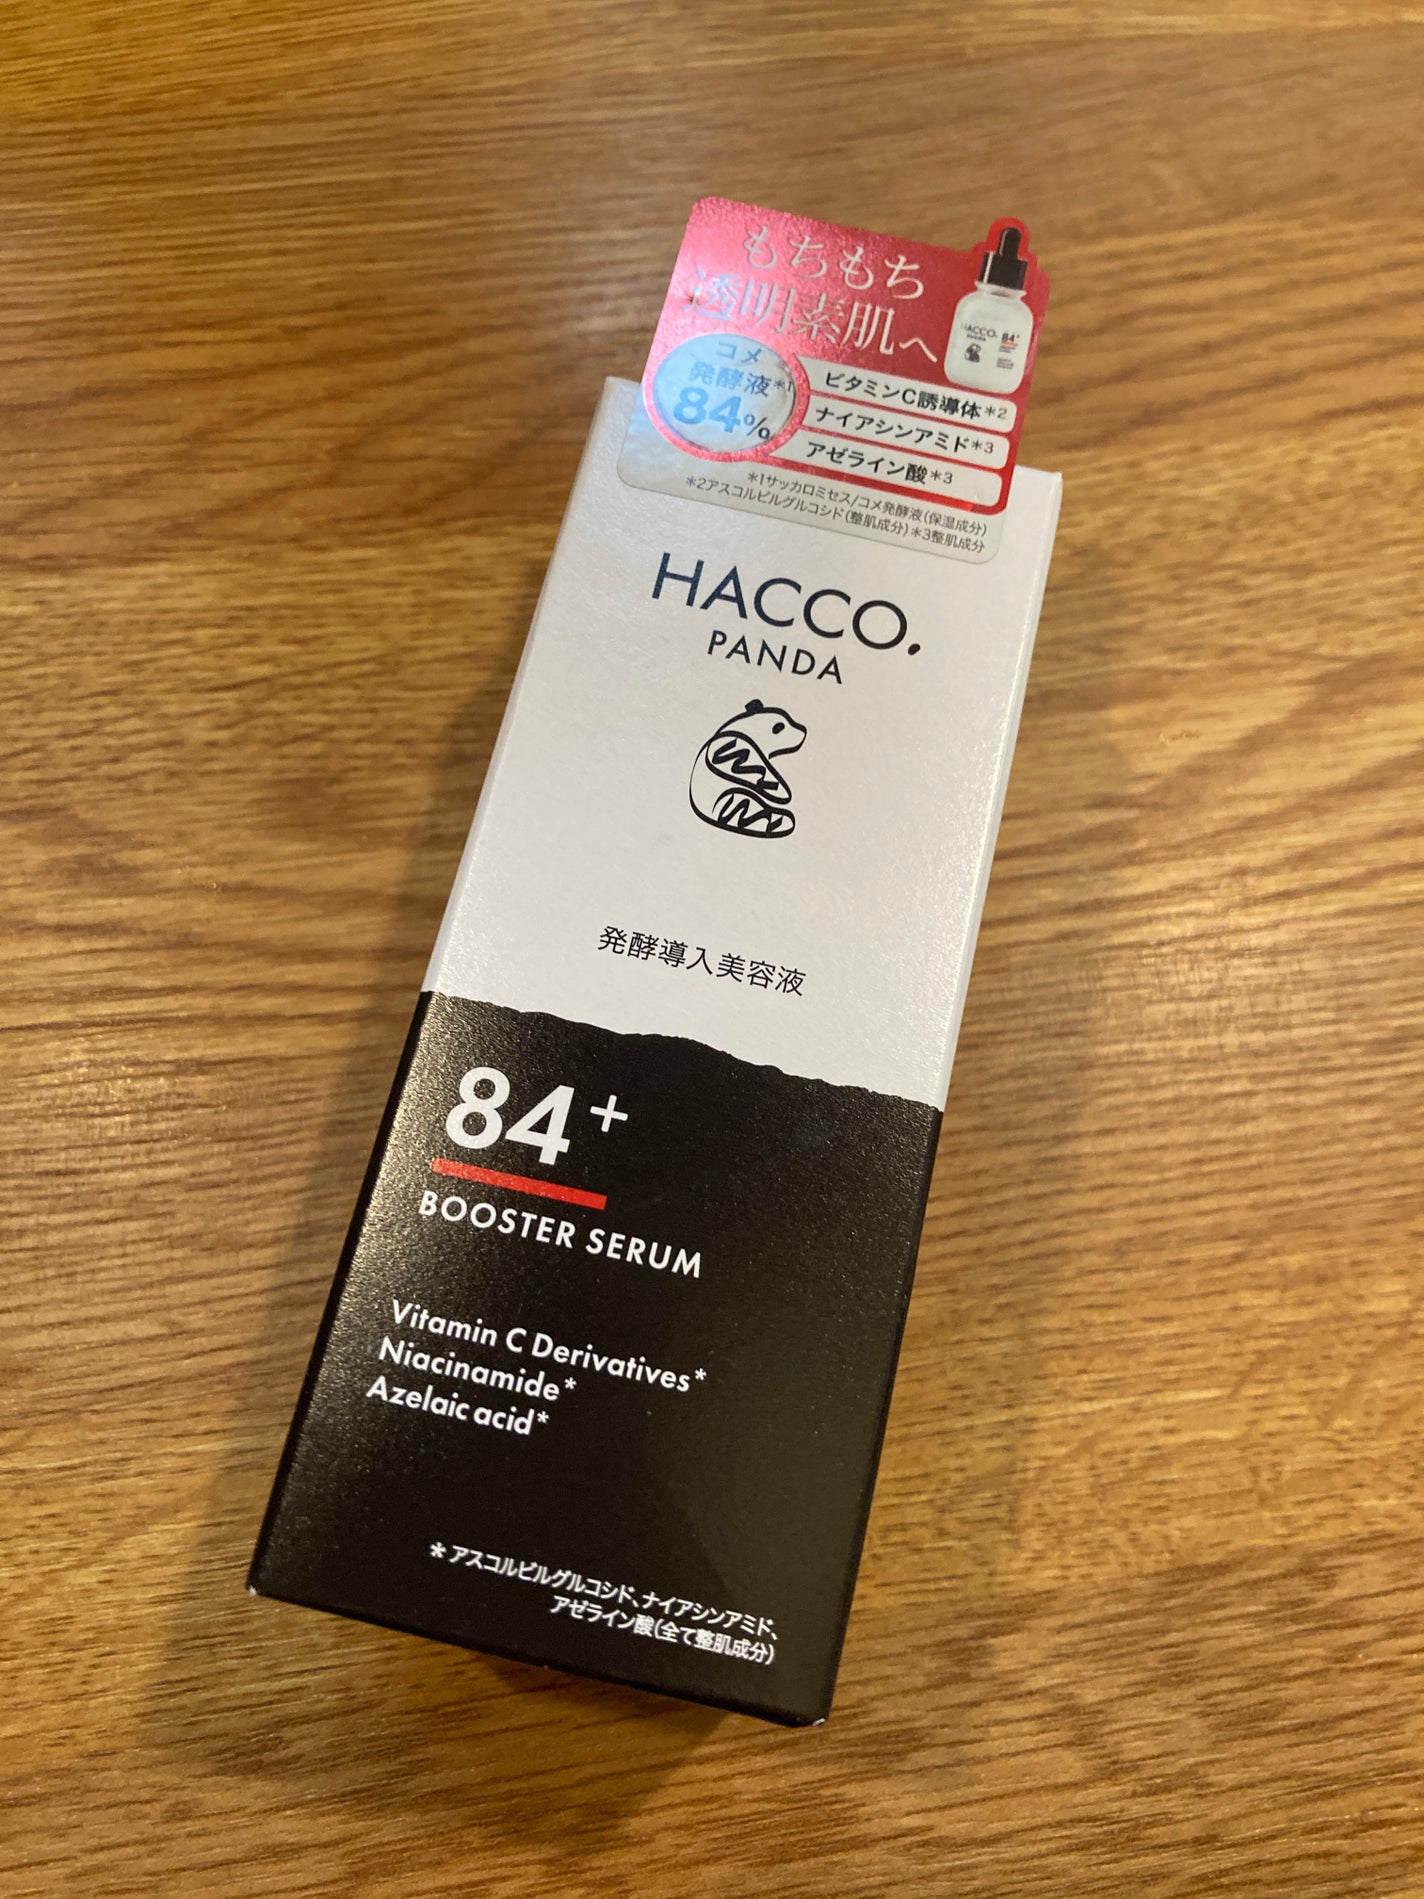 もちもち
透明素肌へ
コメ
発酵液*1
84%
ビタミンC誘導体*2
ナイアシンアミド*3
アゼライン酸*3
*1サッカロミセス/コメ発酵液(保湿成分)
*2アスコルビルグルコシド(整肌成分)*3整肌成分
HACCO.
PANDA
84+
HACCO.
PANDA
発酵導入美容液
84+
BOOSTER SERUM
Vitamin C Derivatives*
Niacinamide*
Azelaic acid*
*アスコルビルグルコシド、ナイアシンアミド、
アゼライン酸(全て整肌成分)